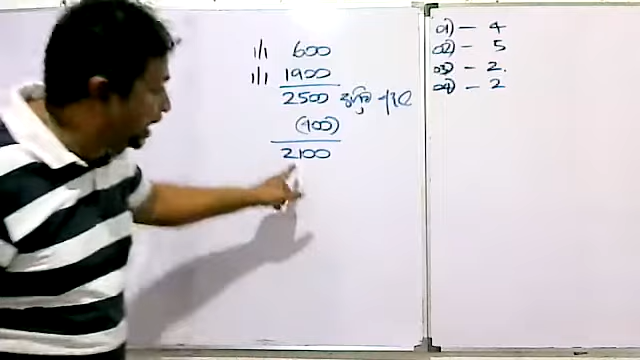 1/1 600
1/1 1900
2500
(400)
2100
01) - 4
02) - 5
03) - 2.
04) - 2